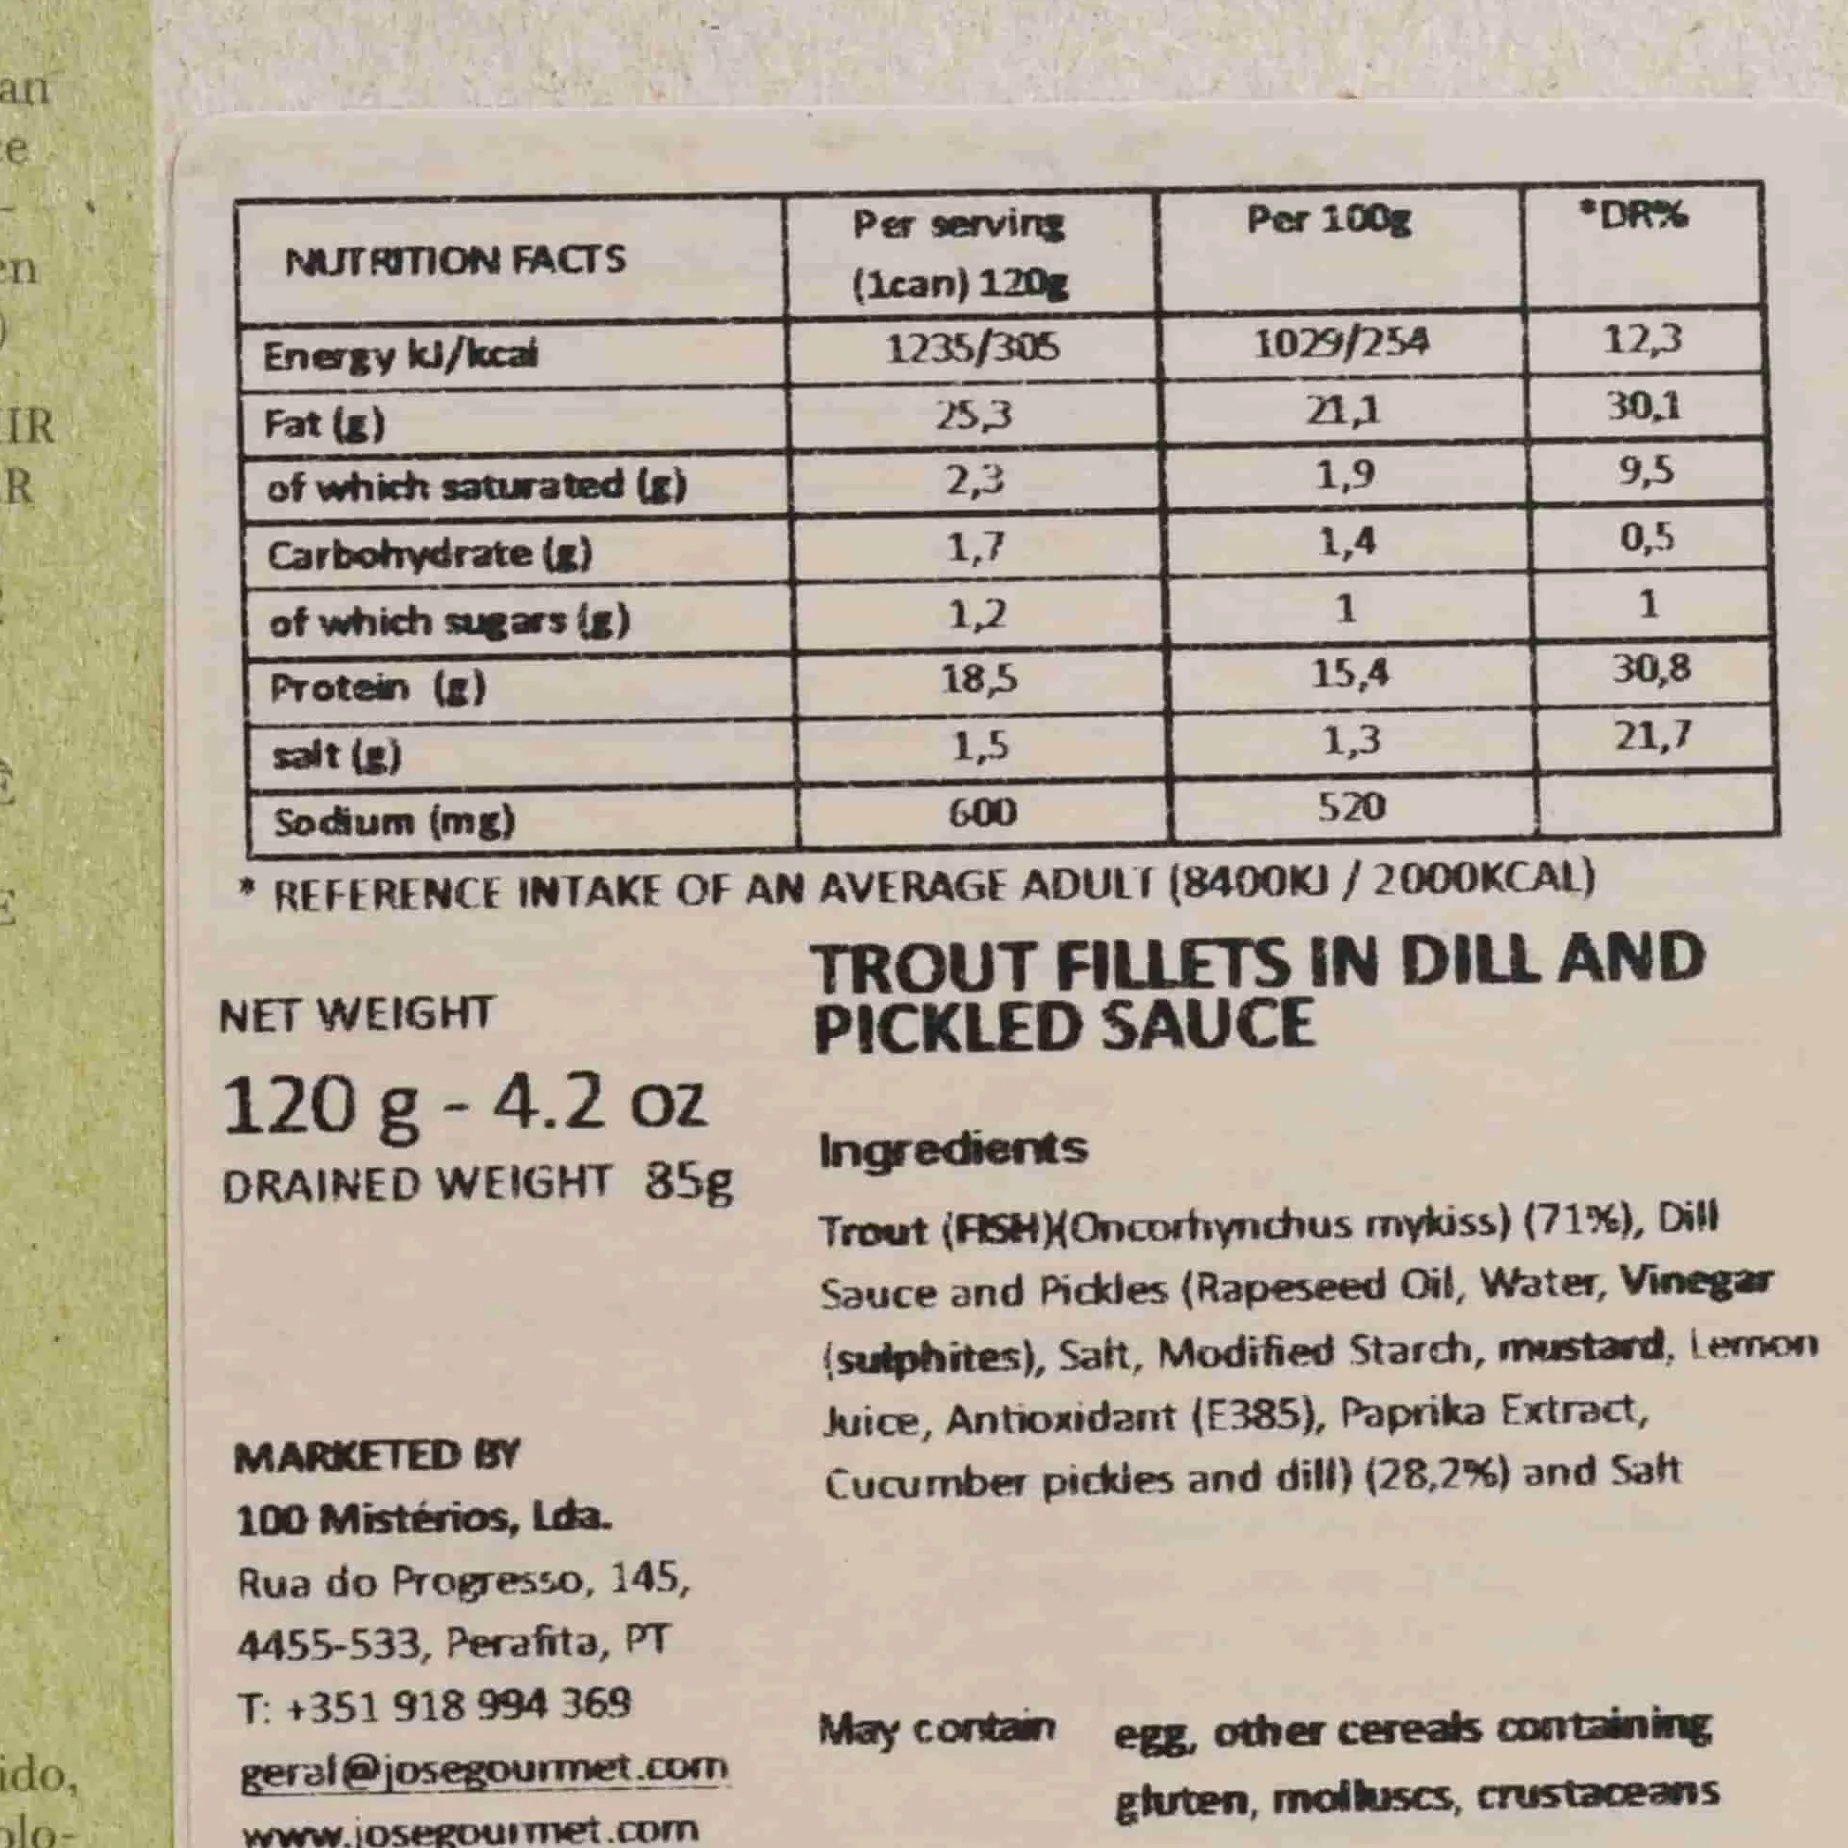 an
en
IR
R
E
ido,
olo-
NUTRITION FACTS Per serving (1can) 120g Per 100g *DR%
Energy kJ/kcal 1235/305 1029/254 12,3
Fat (g) 25,3 21,1 30,1
of which saturated (g) 2,3 1,9 9,5
Carbohydrate (g) 1,7 1,4 0,5
of which sugars (g) 1,2 1 1
Protein (g) 18,5 15,4 30,8
salt (g) 1,5 1,3 21,7
Sodium (mg) 600 520
* REFERENCE INTAKE OF AN AVERAGE ADULT (8400KJ / 2000KCAL)
NET WEIGHT
120 g - 4.2 oz
DRAINED WEIGHT 85g
MARKETED BY
100 Mistérios, Lda.
Rua do Progresso, 145,
4455-533, Perafita, PT
T: +351 918 994 369
geral@josegourmet.com
www.josegourmet.com
TROUT FILLETS IN DILL AND
PICKLED SAUCE
Ingredients
Trout (FISH)(Oncorhynchus mykiss) (71%), Dill
Sauce and Pickles (Rapeseed Oil, Water, Vinegar
(sulphites), Salt, Modified Starch, mustard, Lemon
Juice, Antioxidant (E385), Paprika Extract,
Cucumber pickles and dill) (28,2%) and Salt
May contain egg, other cereals containing
gluten, molluscs, crustaceans